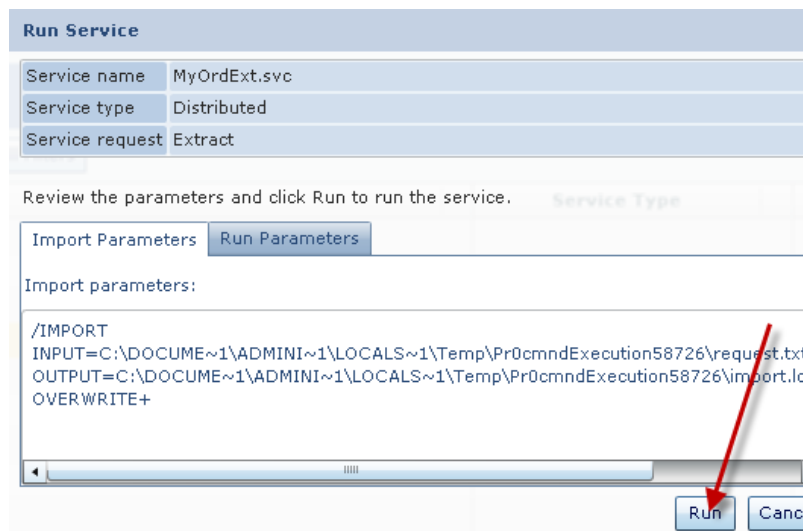 Run Service
Service name MyOrdExt.svc
Service type Distributed
Service request Extract
Review the parameters and click Run to run the service.
Service Type
Import Parameters Run Parameters
Import parameters:
/IMPORT
INPUT=C:\DOCUME~1\ADMINI~1\LOCALS~1\Temp\Pr0cmndExecution58726\request.txt
OUTPUT=C:\DOCUME~1\ADMINI~1\LOCALS~1\Temp\Pr0cmndExecution58726\import.lo
OVERWRITE+
Run Canc